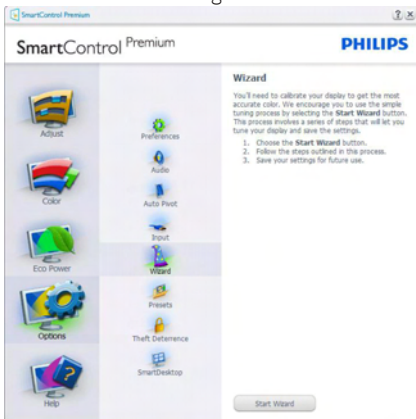 SmartControl Premium
SmartControl Premium
PHILIPS
Adjust
Color
Eco Power
Options
Help
Preferences
Audio
Auto Pivot
Input
Wizard
Presets
Theft Deterrence
SmartDesktop
Wizard
You'll need to calibrate your display to get the most
accurate color. We encourage you to use the simple
tuning process by selecting the Start Wizard button.
This process involves a series of steps that will let you
tune your display and save the settings.
1. Choose the Start Wizard button.
2. Follow the steps outlined in this process.
3. Save your settings for future use.
Start Wizard